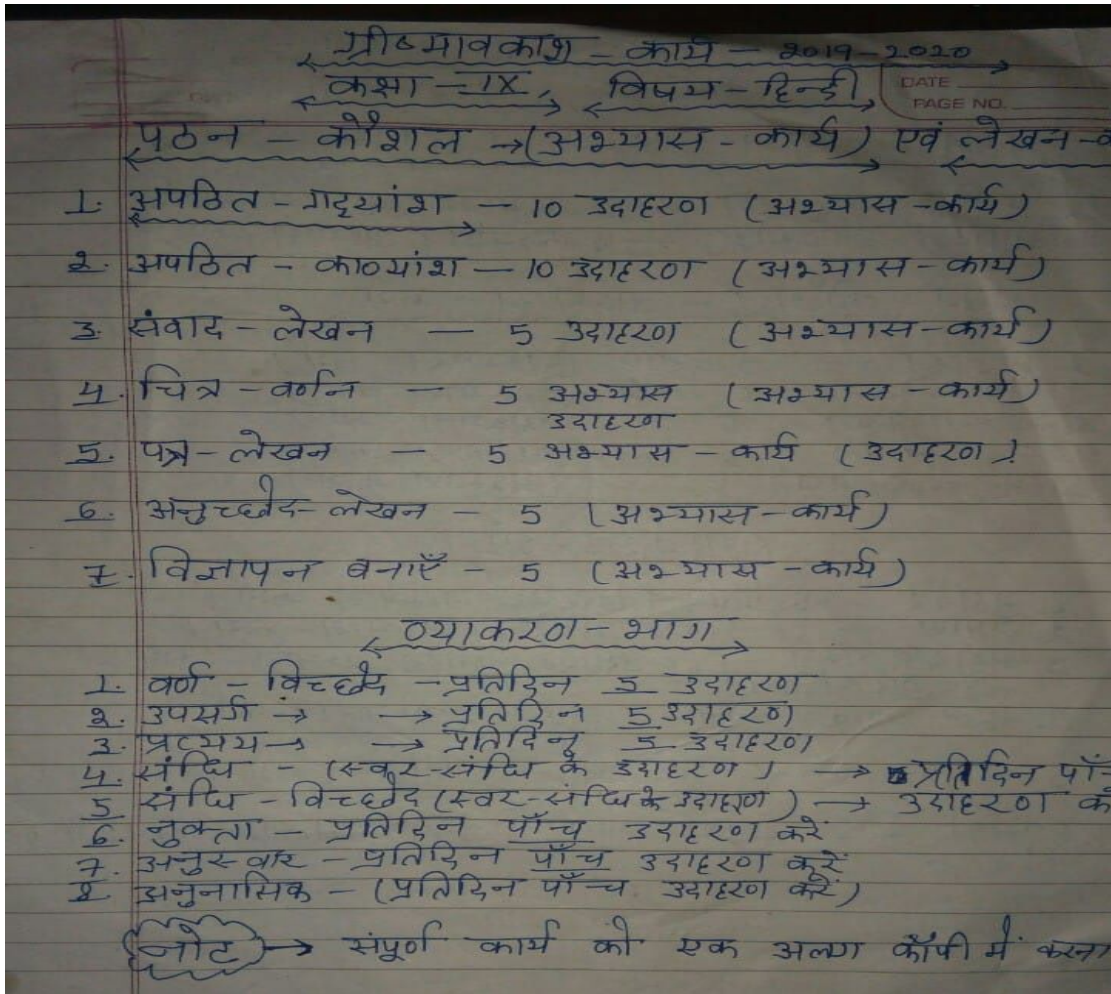 ग्रीष्मावकाश - कार्य - 2019-2020
कक्षा - IX, विषय - हिन्दी
DATE
PAGE NO.
पठन - कौशल → (अभ्यास - कार्य) एवं लेखन -
1. अपठित - गद्यांश - 10 उदाहरण (अभ्यास - कार्य)
2. अपठित - काव्यांश - 10 उदाहरण (अभ्यास - कार्य)
3. संवाद - लेखन - 5 उदाहरण (अभ्यास - कार्य)
4. चित्र - वर्णन - 5 अभ्यास (अभ्यास - कार्य)
उदाहरण
5. पत्र - लेखन - 5 अभ्यास - कार्य (उदाहरण)
6. अनुच्छेद - लेखन - 5 (अभ्यास - कार्य)
7. विज्ञापन बनाएँ - 5 (अभ्यास - कार्य)
व्याकरण - भाग
1. वर्ण - विच्छेद - प्रतिदिन 5 उदाहरण
2. उपसर्ग → → प्रतिदिन 5 उदाहरण
3. प्रत्यय → → प्रतिदिन 5 उदाहरण
4. संधि - (स्वर-संधि के उदाहरण) → प्रतिदिन पाँच
5 संधि - विच्छेद (स्वर-संधि के उदाहरण) → उदाहरण
6. नुक्ता - प्रतिदिन पाँच उदाहरण करें
7. अनुस्वार - प्रतिदिन पाँच उदाहरण करें
8 अनुनासिक - (प्रतिदिन पाँच उदाहरण करें)
नोट → संपूर्ण कार्य को एक अलग कॉपी में करना